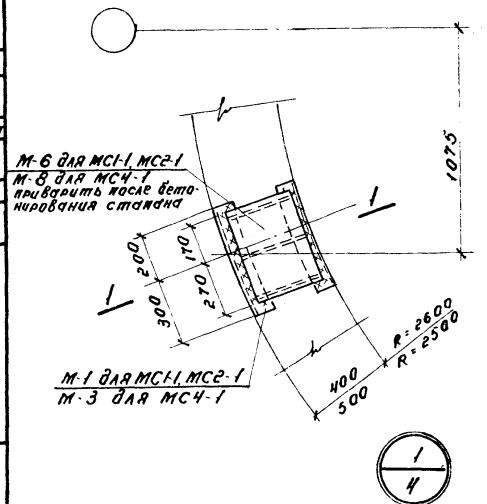 1075
М-6 для МС1-1, МС2-1
М-8 для МС4-1
приварить после бето-
нирования стакана
1
200
170
300
270
1
R = 2600
R = 2500
М-1 для МС1-1, МС2-1
М-3 для МС4-1
400
500
1
4